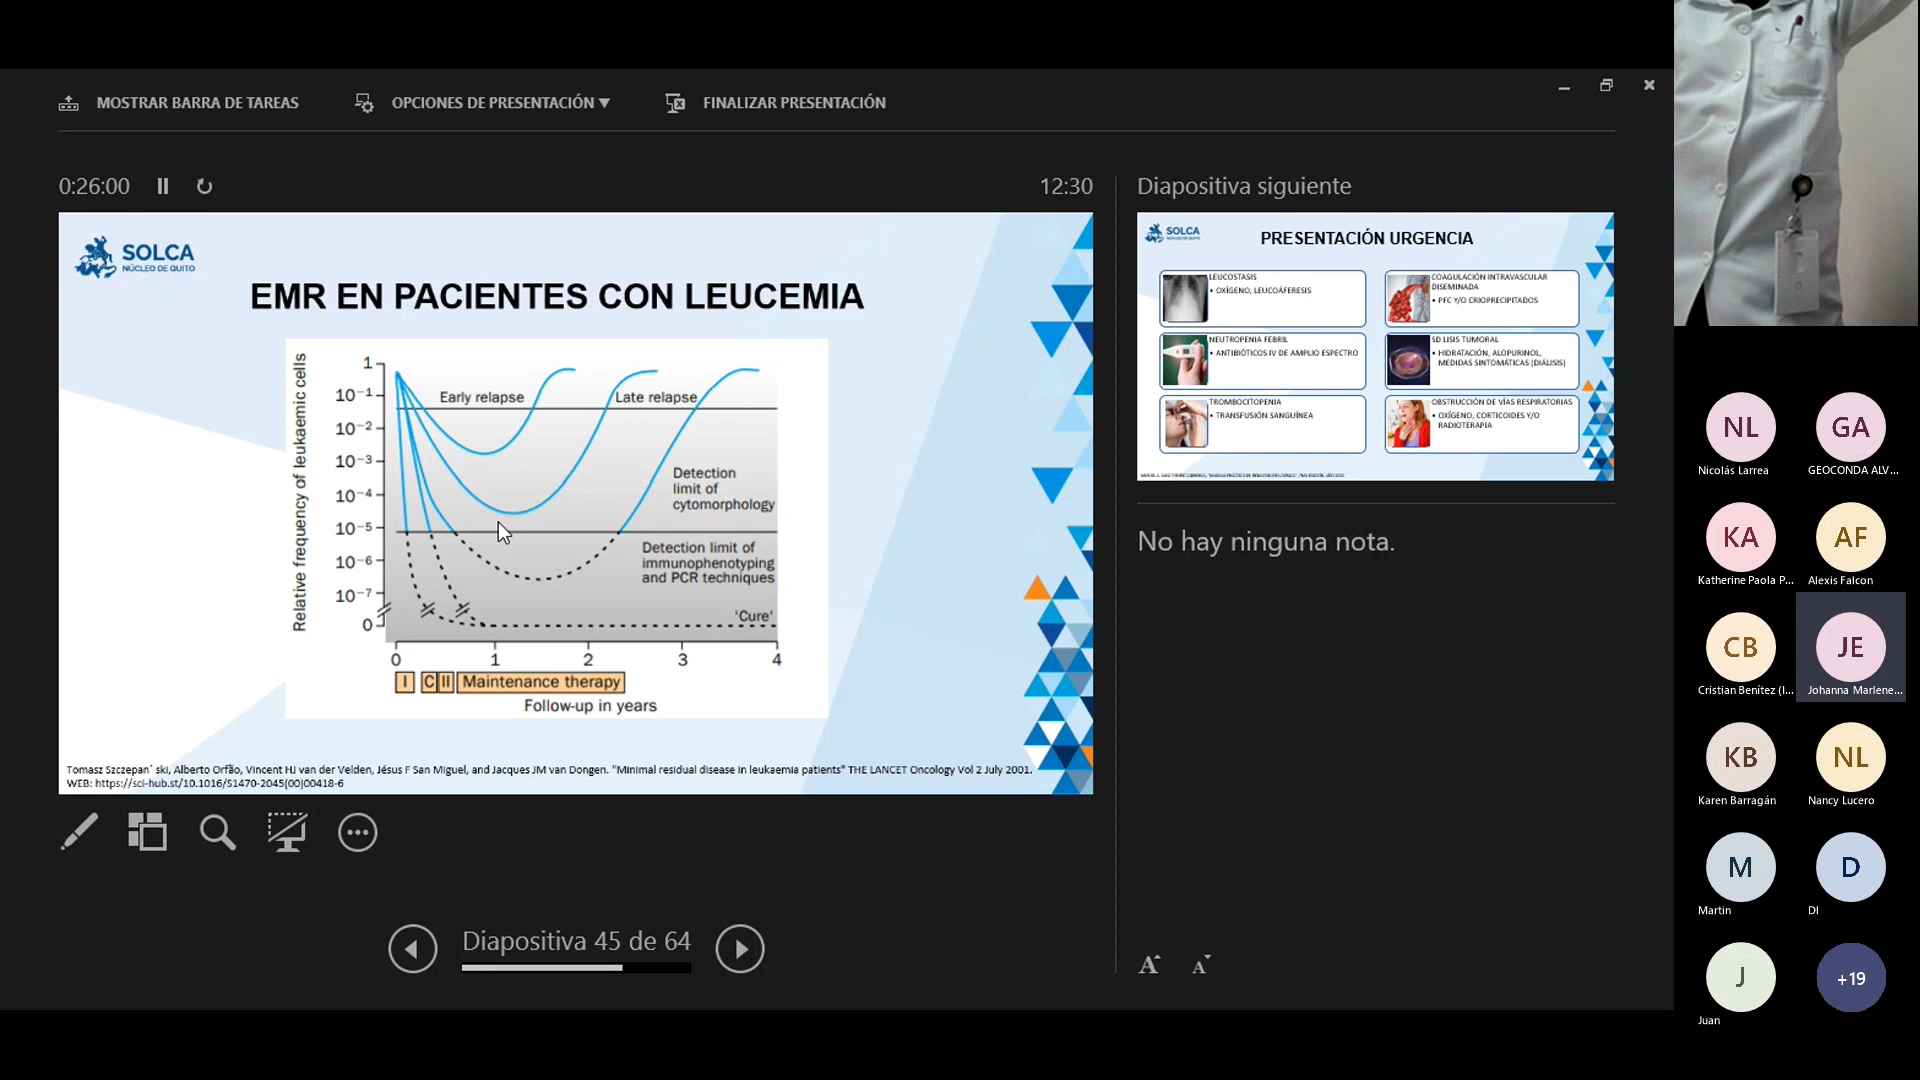 MOSTRAR BARRA DE TAREAS
OPCIONES DE PRESENTACIÓN ▼
FINALIZAR PRESENTACIÓN
0:26:00
12:30
SOLCA
NÚCLEO DE QUITO
EMR EN PACIENTES CON LEUCEMIA
Relative frequency of leukaemic cells
1
10⁻¹
10⁻²
10⁻³
10⁻⁴
10⁻⁵
10⁻⁶
10⁻⁷
0
Early relapse
Late relapse
Detection
limit of
cytomorphology
Detection limit of
immunophenotyping
and PCR techniques
'Cure'
0 1 2 3 4
I C II Maintenance therapy
Follow-up in years
Tomasz Szczepan´ ski, Alberto Orfão, Vincent HJ van der Velden, Jésus F San Miguel, and Jacques JM van Dongen. "Minimal residual disease in leukaemia patients" THE LANCET Oncology Vol 2 July 2001.
WEB: https://sci-hub.st/10.1016/S1470-2045(00)00418-6
Diapositiva 45 de 64
Diapositiva siguiente
SOLCA
NÚCLEO DE QUITO
PRESENTACIÓN URGENCIA
LEUCOSTASIS
• OXÍGENO, LEUCOAFÉRESIS
COAGULACIÓN INTRAVASCULAR
DISEMINADA
• PFC Y/O CRIOPRECIPITADOS
NEUTROPENIA FEBRIL
• ANTIBIÓTICOS IV DE AMPLIO ESPECTRO
SD LISIS TUMORAL
• HIDRATACIÓN, ALOPURINOL,
MEDIDAS SINTOMÁTICAS (DIÁLISIS)
TROMBOCITOPENIA
• TRANSFUSIÓN SANGUÍNEA
OBSTRUCCIÓN DE VÍAS RESPIRATORIAS
• OXÍGENO, CORTICOIDES Y/O
RADIOTERAPIA
No hay ninguna nota.
A A
NL
Nicolás Larrea
GA
GEOCONDA ALV...
KA
Katherine Paola P...
AF
Alexis Falcon
CB
Cristian Benítez (I...
JE
Johanna Marlene...
KB
Karen Barragán
NL
Nancy Lucero
M
Martin
D
DI
J
Juan
+19